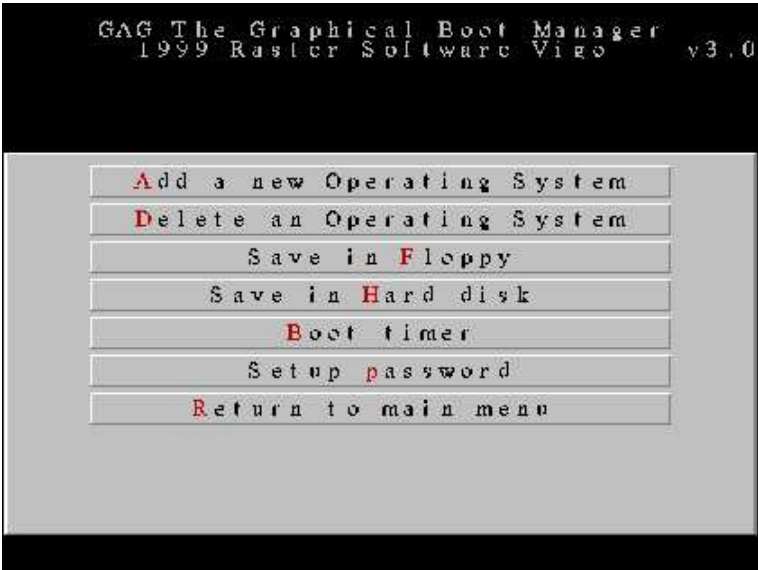 GAG The Graphical Boot Manager
1999 Raster Software Vigo v3.0
Add a new Operating System
Delete an Operating System
Save in Floppy
Save in Hard disk
Boot timer
Setup password
Return to main menu